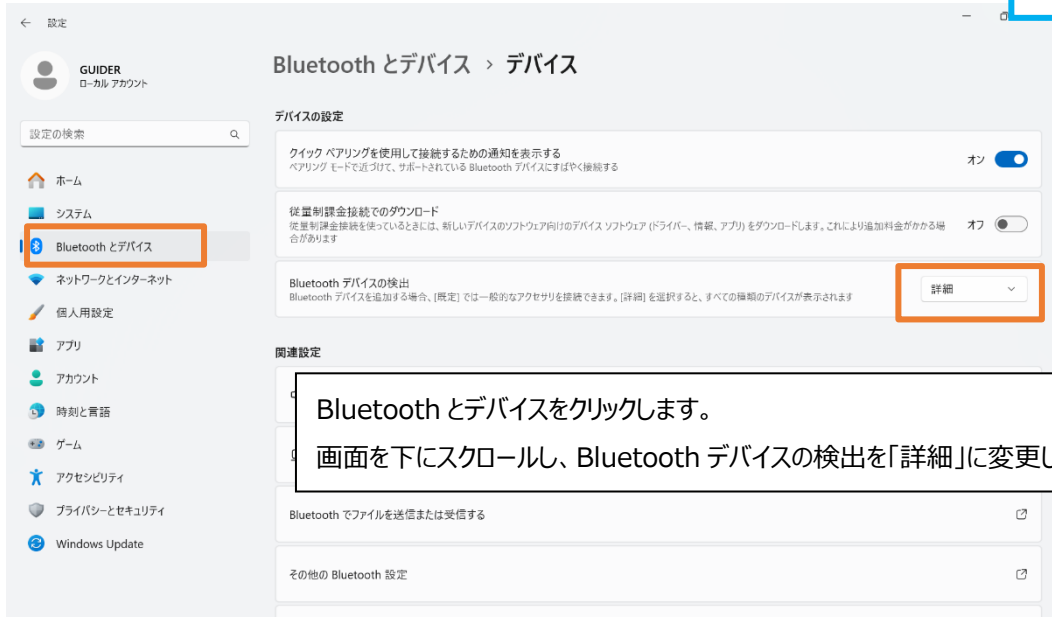 設定
GUIDER
ローカル アカウント
設定の検索
ホーム
システム
Bluetooth とデバイス
ネットワークとインターネット
個人用設定
アプリ
アカウント
時刻と言語
ゲーム
アクセシビリティ
プライバシーとセキュリティ
Windows Update
Bluetooth とデバイス › デバイス
デバイスの設定
クイック ペアリングを使用して接続するための通知を表示する
ペアリング モードで近づけて、サポートされている Bluetooth デバイスにすばやく接続する
オン
従量制課金接続でのダウンロード
従量制課金接続を使っているときには、新しいデバイスのソフトウェア向けのデバイス ソフトウェア (ドライバー、情報、アプリ) をダウンロードします。これにより追加料金がかかる場
合があります
オフ
Bluetooth デバイスの検出
Bluetooth デバイスを追加する場合、[既定] では一般的なアクセサリを接続できます。[詳細] を選択すると、すべての種類のデバイスが表示されます
詳細
関連設定
Bluetooth とデバイスをクリックします。
画面を下にスクロールし、Bluetooth デバイスの検出を「詳細」に変更し
Bluetooth でファイルを送信または受信する
その他の Bluetooth 設定